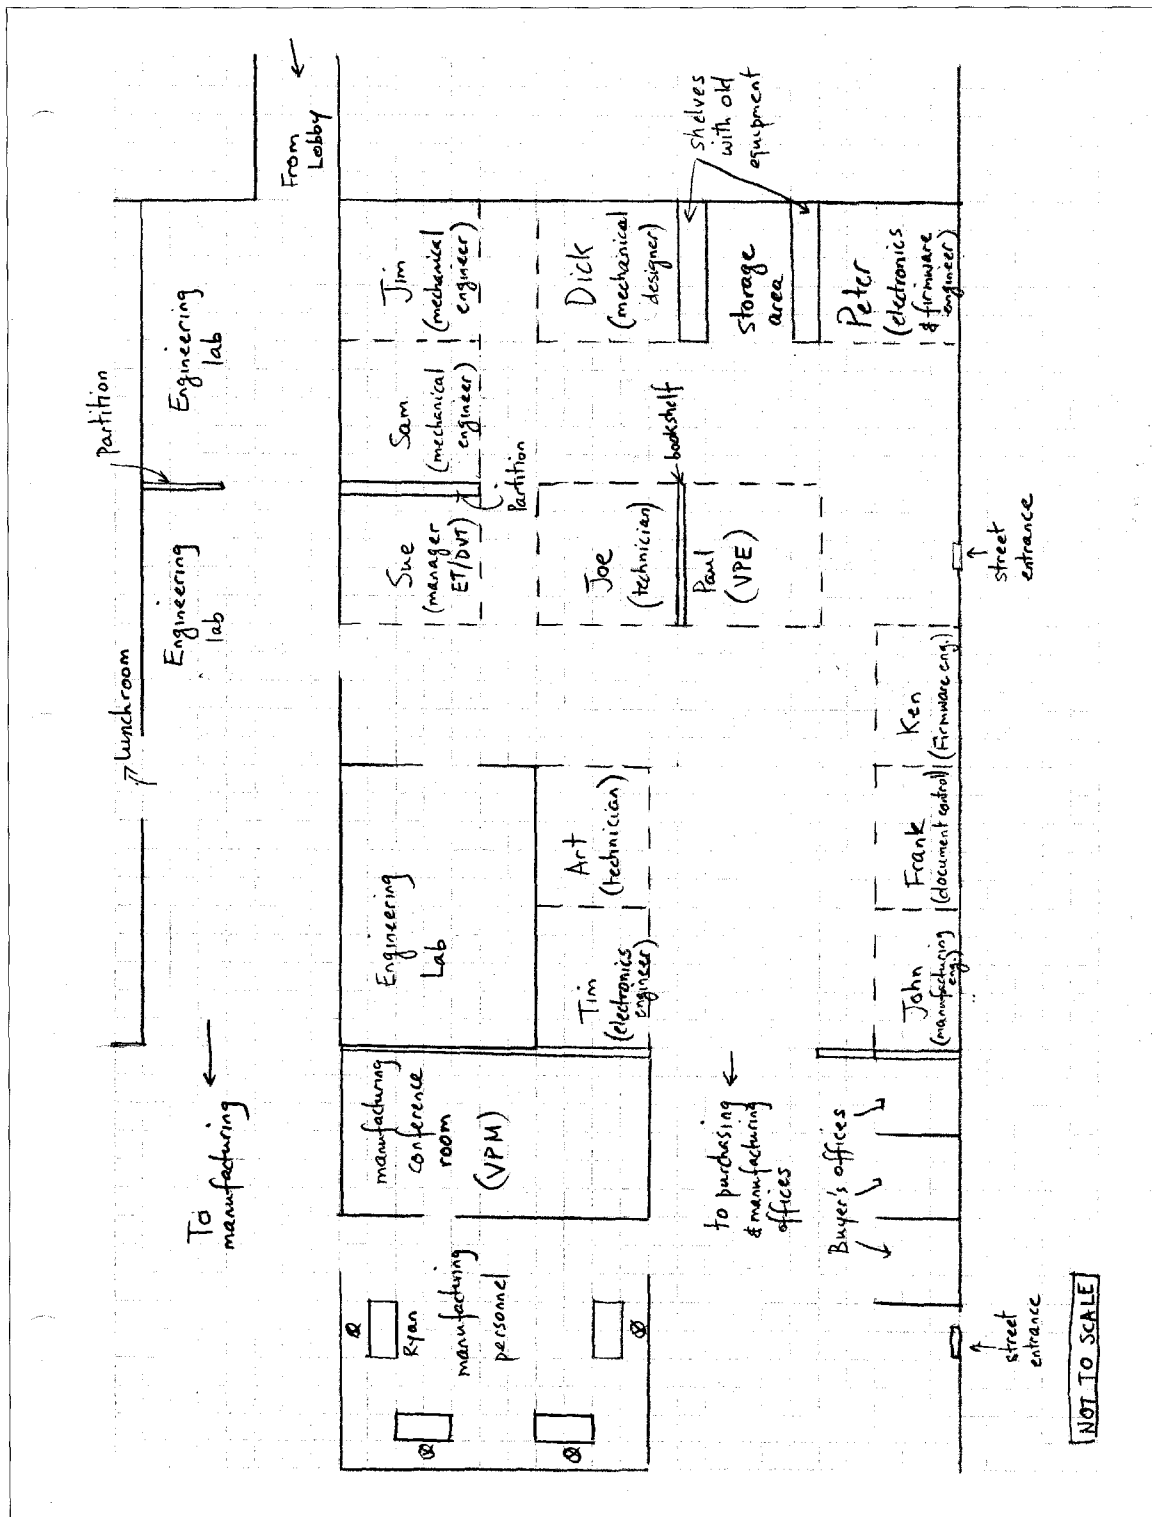 From
Lobby
Partition
Engineering
lab
Engineering
lab
Lunchroom
To
manufacturing
Jim
(mechanical
engineer)
Sam
(mechanical
engineer)
Partition
Sue
(manager
ET/DVT)
Engineering
Lab
manufacturing
conference
room
(VPM)
Ryan
manufacturing
personnel
shelves
with old
equipment
Dick
(mechanical
designer)
storage
area
Peter
(electronics
& firmware
engineer)
bookshelf
Joe
(technician)
Paul
(VPE)
Art
(technician)
Tim
(electronics
engineer)
to purchasing
& manufacturing
offices
Ken
(Firmware eng.)
Frank
(document control)
John
(manufacturing
eng.)
Buyer's offices
street
entrance
street
entrance
NOT TO SCALE